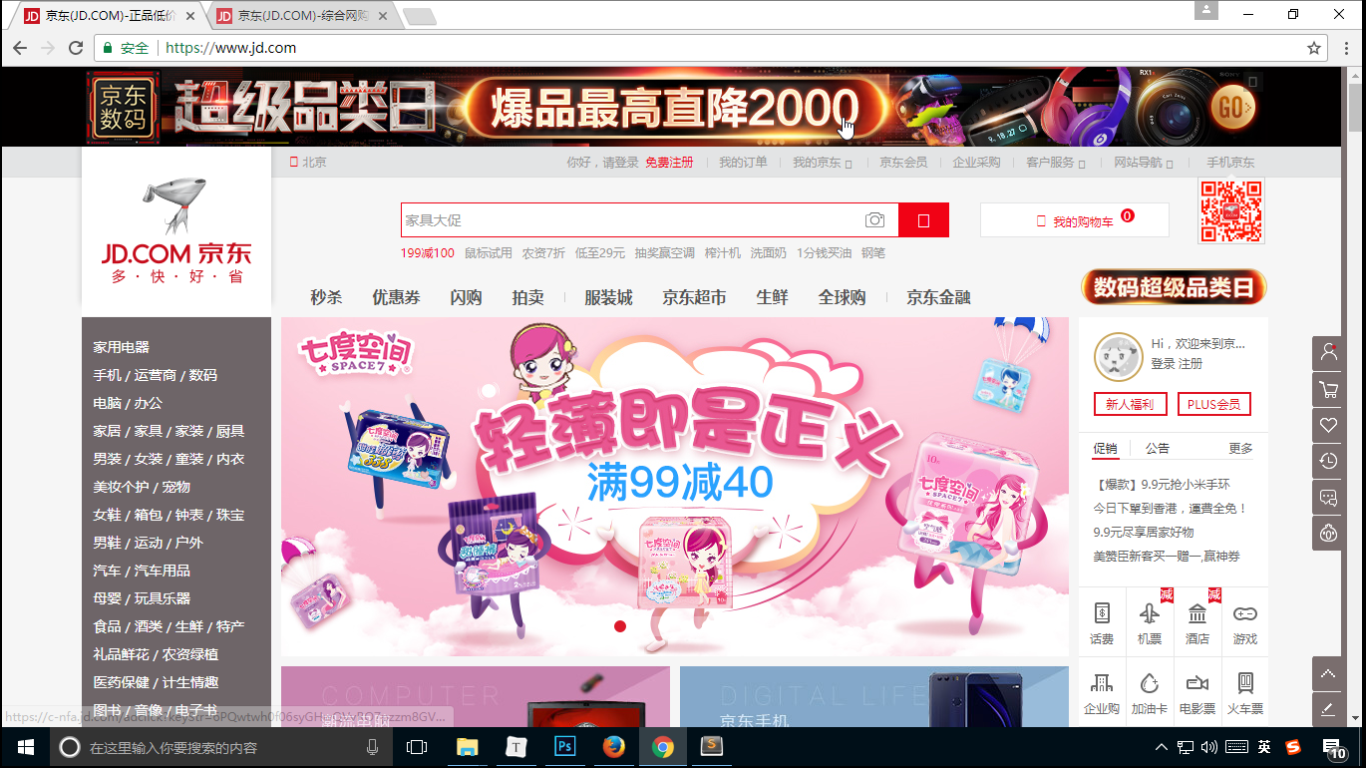 京东(JD.COM)-正品低价
京东(JD.COM)-综合网购
安全 https://www.jd.com
京东数码 超级品类日 爆品最高直降2000 GO
北京 你好，请登录 免费注册 我的订单 我的京东 京东会员 企业采购 客户服务 网站导航 手机京东
JD.COM 京东
多·快·好·省
家具大促
我的购物车 0
199减100 鼠标试用 农资7折 低至29元 抽奖赢空调 榨汁机 洗面奶 1分钱买油 钢笔
秒杀 优惠券 闪购 拍卖 服装城 京东超市 生鲜 全球购 京东金融
数码超级品类日
家用电器
手机 / 运营商 / 数码
电脑 / 办公
家居 / 家具 / 家装 / 厨具
男装 / 女装 / 童装 / 内衣
美妆个护 / 宠物
女鞋 / 箱包 / 钟表 / 珠宝
男鞋 / 运动 / 户外
汽车 / 汽车用品
母婴 / 玩具乐器
食品 / 酒类 / 生鲜 / 特产
礼品鲜花 / 农资绿植
医药保健 / 计生情趣
图书 / 音像 / 电子书
七度空间
SPACE7
轻薄即是定义
满99减40
七度空间
338
七度空间
SPACE7
Hi，欢迎来到京...
登录 注册
新人福利 PLUS会员
促销 公告 更多
【爆款】9.9元抢小米手环
今日下單到香港，運費全免！
9.9元尽享居家好物
美赞臣新客买一赠一,赢神券
减 减
话费 机票 酒店 游戏
企业购 加油卡 电影票 火车票
COMPUTER
DIGITAL LIFE
京东手机
在这里输入你要搜索的内容
英
10